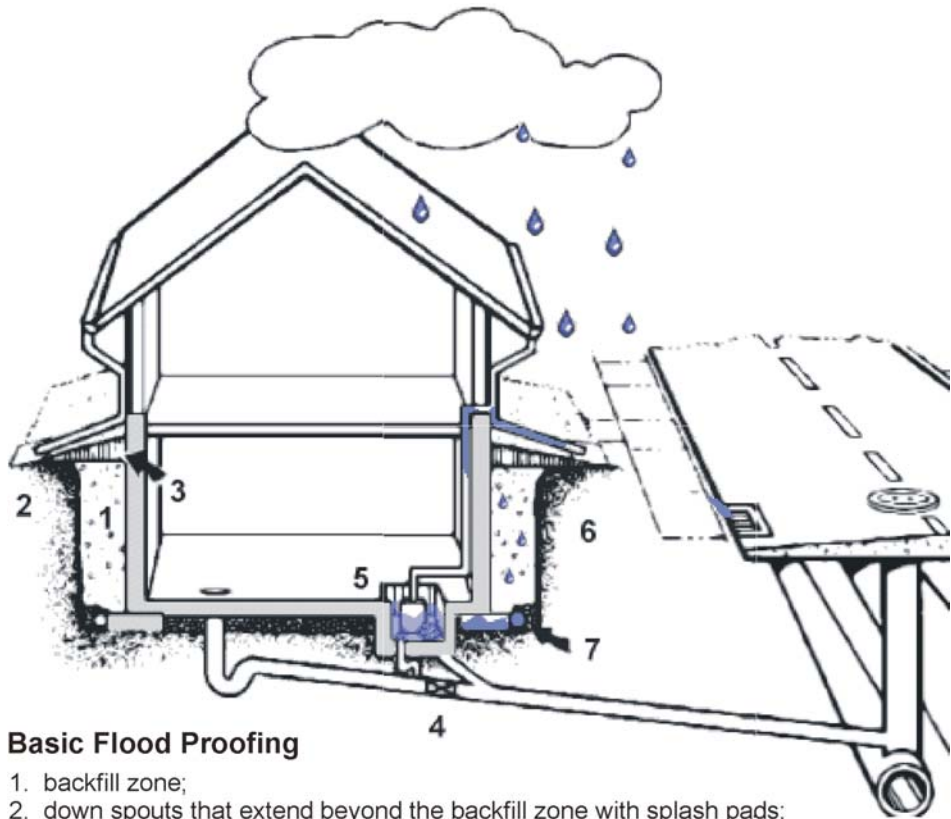 2
1
3
5
6
7
4
Basic Flood Proofing
1. backfill zone;
2. down spouts that extend beyond the backfill zone with splash pads;